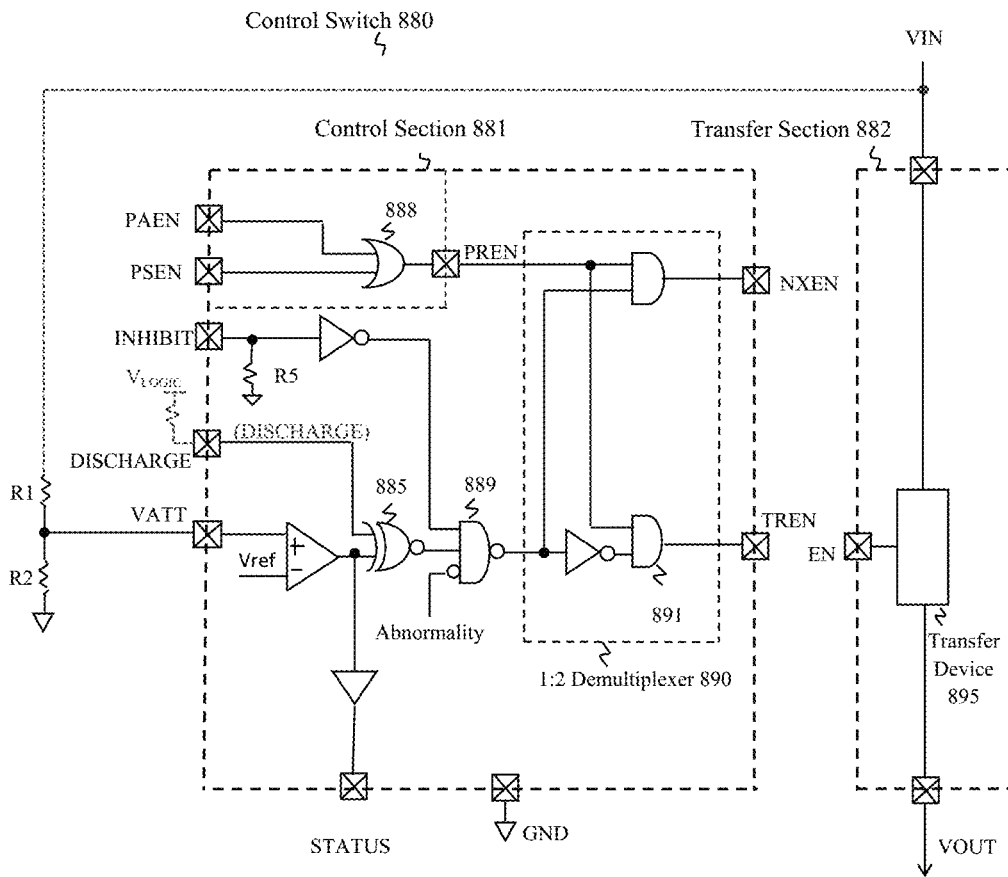 Control Switch 880
VIN
Control Section 881
Transfer Section 882
PAEN
888
PSEN
PREN
NXEN
INHIBIT
R5
VLOGIC
(DISCHARGE)
DISCHARGE
R1
VATT
885
889
TREN
+
Vref
−
EN
R2
891
Abnormality
Transfer
Device
895
1:2 Demultiplexer 890
GND
STATUS
VOUT